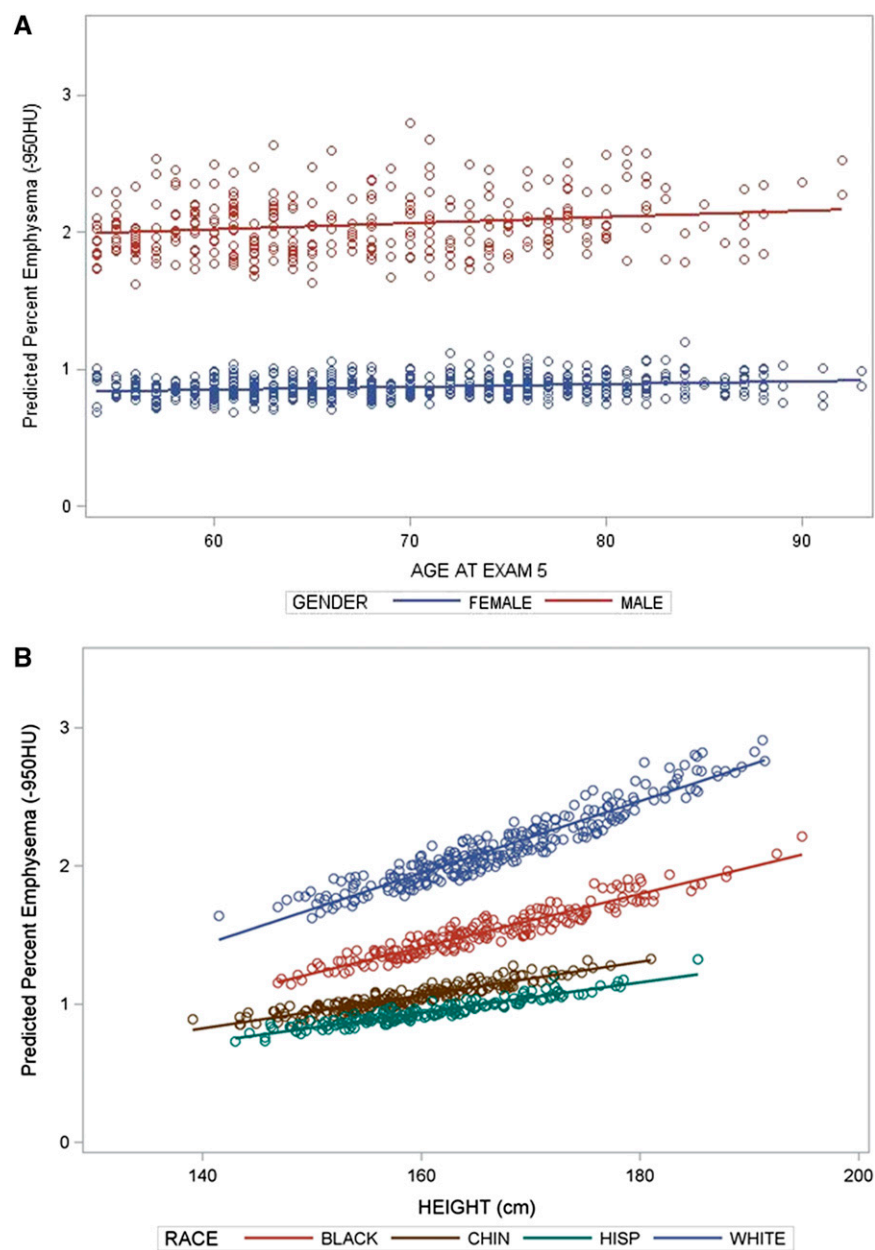 A
Predicted Percent Emphysema (-950HU)
3
2
1
0
60 70 80 90
AGE AT EXAM 5
GENDER FEMALE MALE
B
Predicted Percent Emphysema (-950HU)
3
2
1
0
140 160 180 200
HEIGHT (cm)
RACE BLACK CHIN HISP WHITE